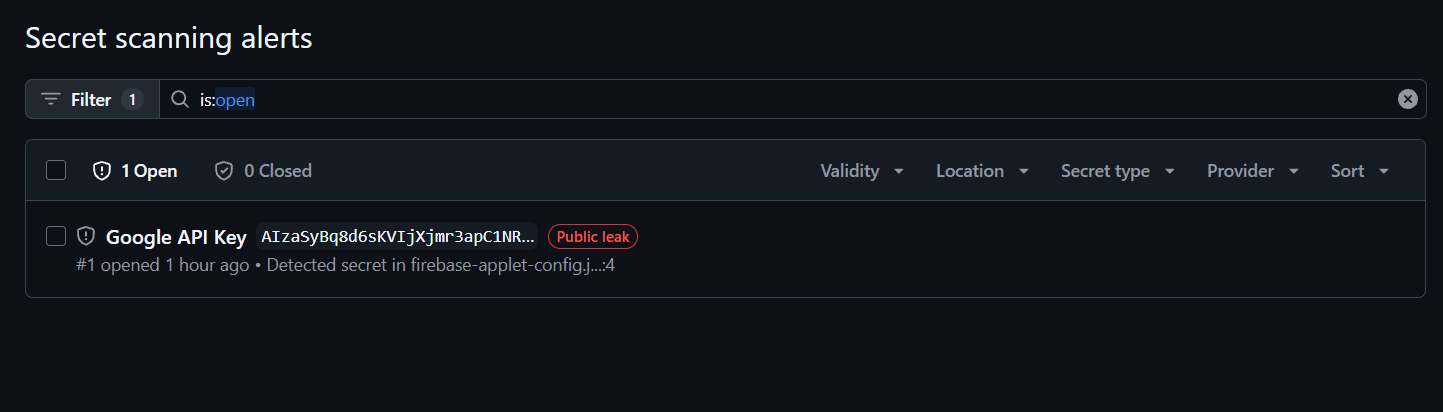 Secret scanning alerts
Filter 1 is:open
1 Open 0 Closed Validity Location Secret type Provider Sort
Google API Key AIzaSyBq8d6sKVIjXjmr3apC1NR... Public leak
#1 opened 1 hour ago • Detected secret in firebase-applet-config.j...:4